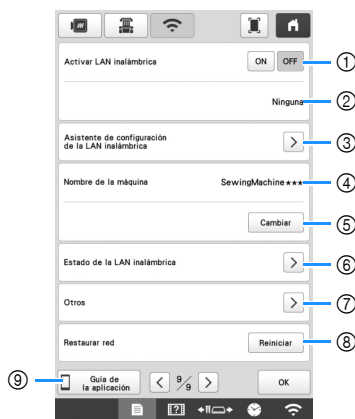 Activar LAN inalámbrica ON OFF ①
Ninguna ②
Asistente de configuración
de la LAN inalámbrica ③
Nombre de la máquina SewingMachine★★★ ④
Cambiar ⑤
Estado de la LAN inalámbrica ⑥
Otros ⑦
Restaurar red Reiniciar ⑧
⑨ Guía de
la aplicación 9/9 OK